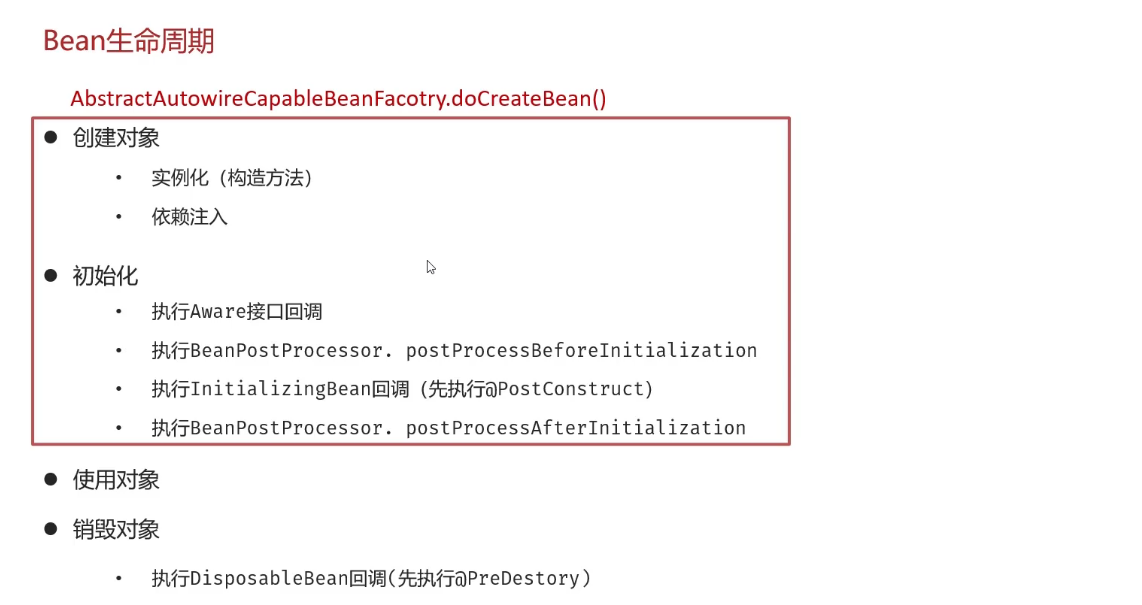 Bean生命周期
AbstractAutowireCapableBeanFacotry.doCreateBean()
● 创建对象
• 实例化（构造方法）
• 依赖注入
● 初始化
• 执行Aware接口回调
• 执行BeanPostProcessor. postProcessBeforeInitialization
• 执行InitializingBean回调（先执行@PostConstruct）
• 执行BeanPostProcessor. postProcessAfterInitialization
● 使用对象
● 销毁对象
• 执行DisposableBean回调(先执行@PreDestory)